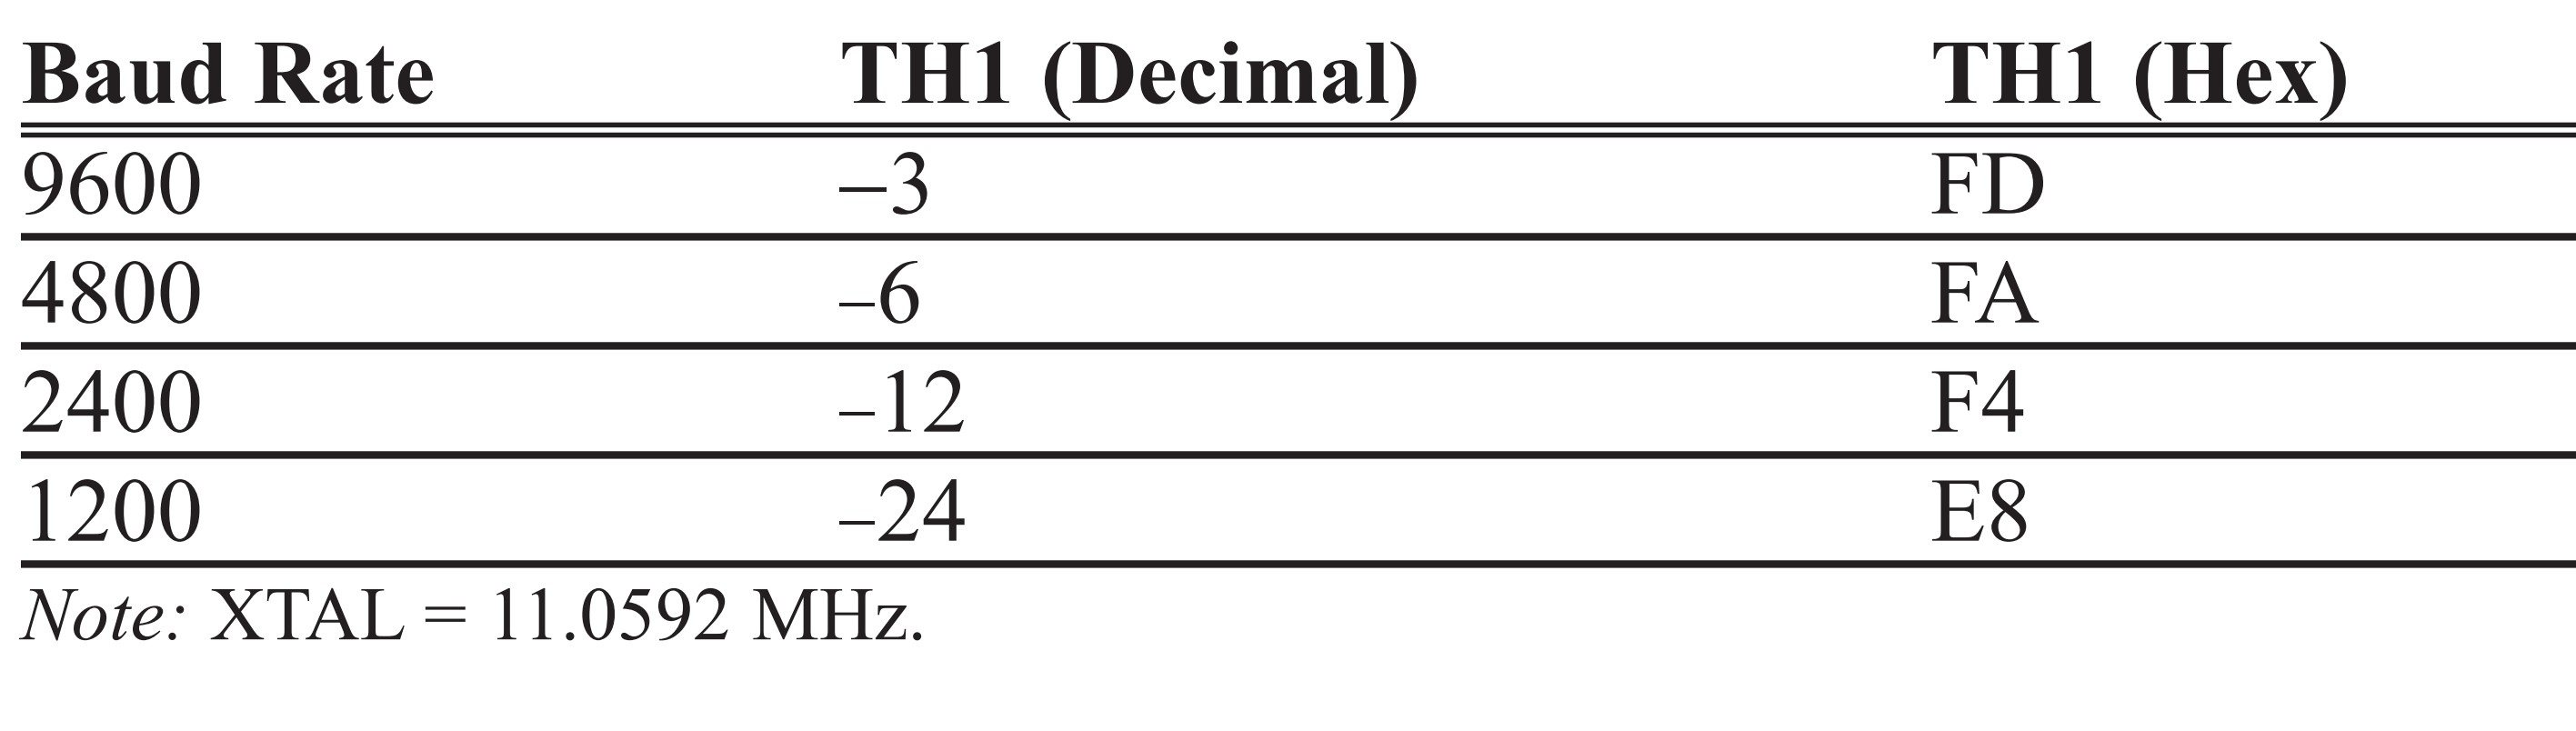 Baud Rate TH1 (Decimal) TH1 (Hex)
9600 –3 FD
4800 –6 FA
2400 –12 F4
1200 –24 E8
Note: XTAL = 11.0592 MHz.